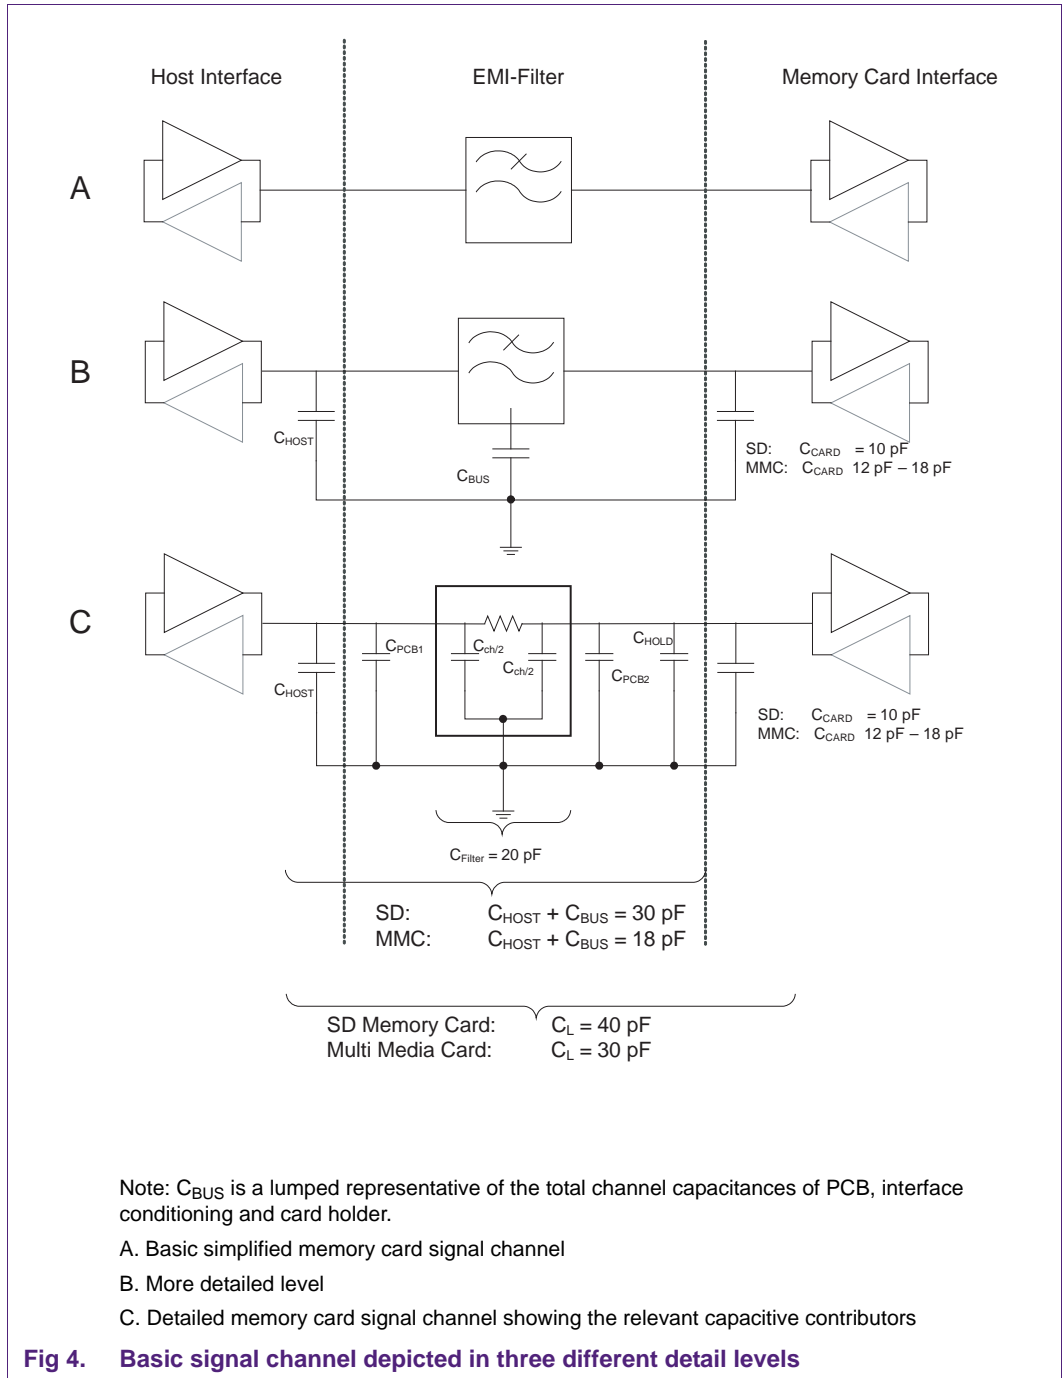 Host Interface EMI-Filter Memory Card Interface
A
B
CHOST
CBUS
SD: CCARD = 10 pF
MMC: CCARD 12 pF – 18 pF
C
CPCB1
Cch/2
Cch/2
CHOLD
CPCB2
CHOST
SD: CCARD = 10 pF
MMC: CCARD 12 pF – 18 pF
CFilter = 20 pF
SD: CHOST + CBUS = 30 pF
MMC: CHOST + CBUS = 18 pF
SD Memory Card: CL = 40 pF
Multi Media Card: CL = 30 pF
Note: CBUS is a lumped representative of the total channel capacitances of PCB, interface
conditioning and card holder.
A. Basic simplified memory card signal channel
B. More detailed level
C. Detailed memory card signal channel showing the relevant capacitive contributors
Fig 4. Basic signal channel depicted in three different detail levels